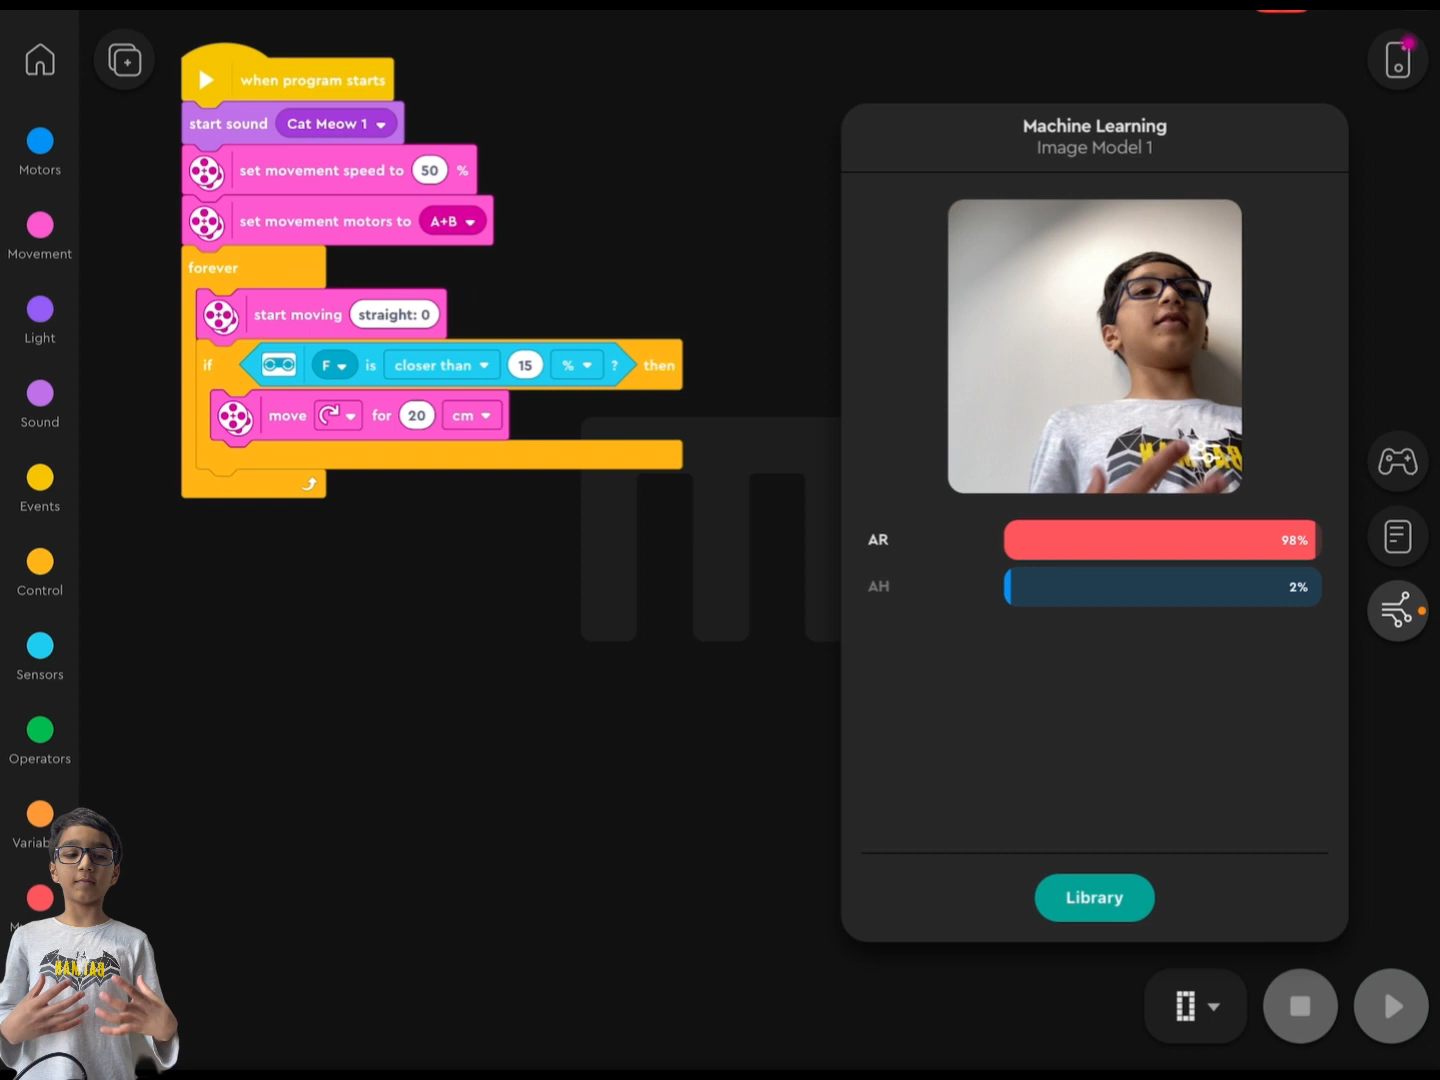 when program starts
start sound Cat Meow 1
set movement speed to 50 %
set movement motors to A+B
forever
start moving straight: 0
if F is closer than 15 % ? then
move for 20 cm
Motors
Movement
Light
Sound
Events
Control
Sensors
Operators
Machine Learning
Image Model 1
AR 98%
AH 2%
Library